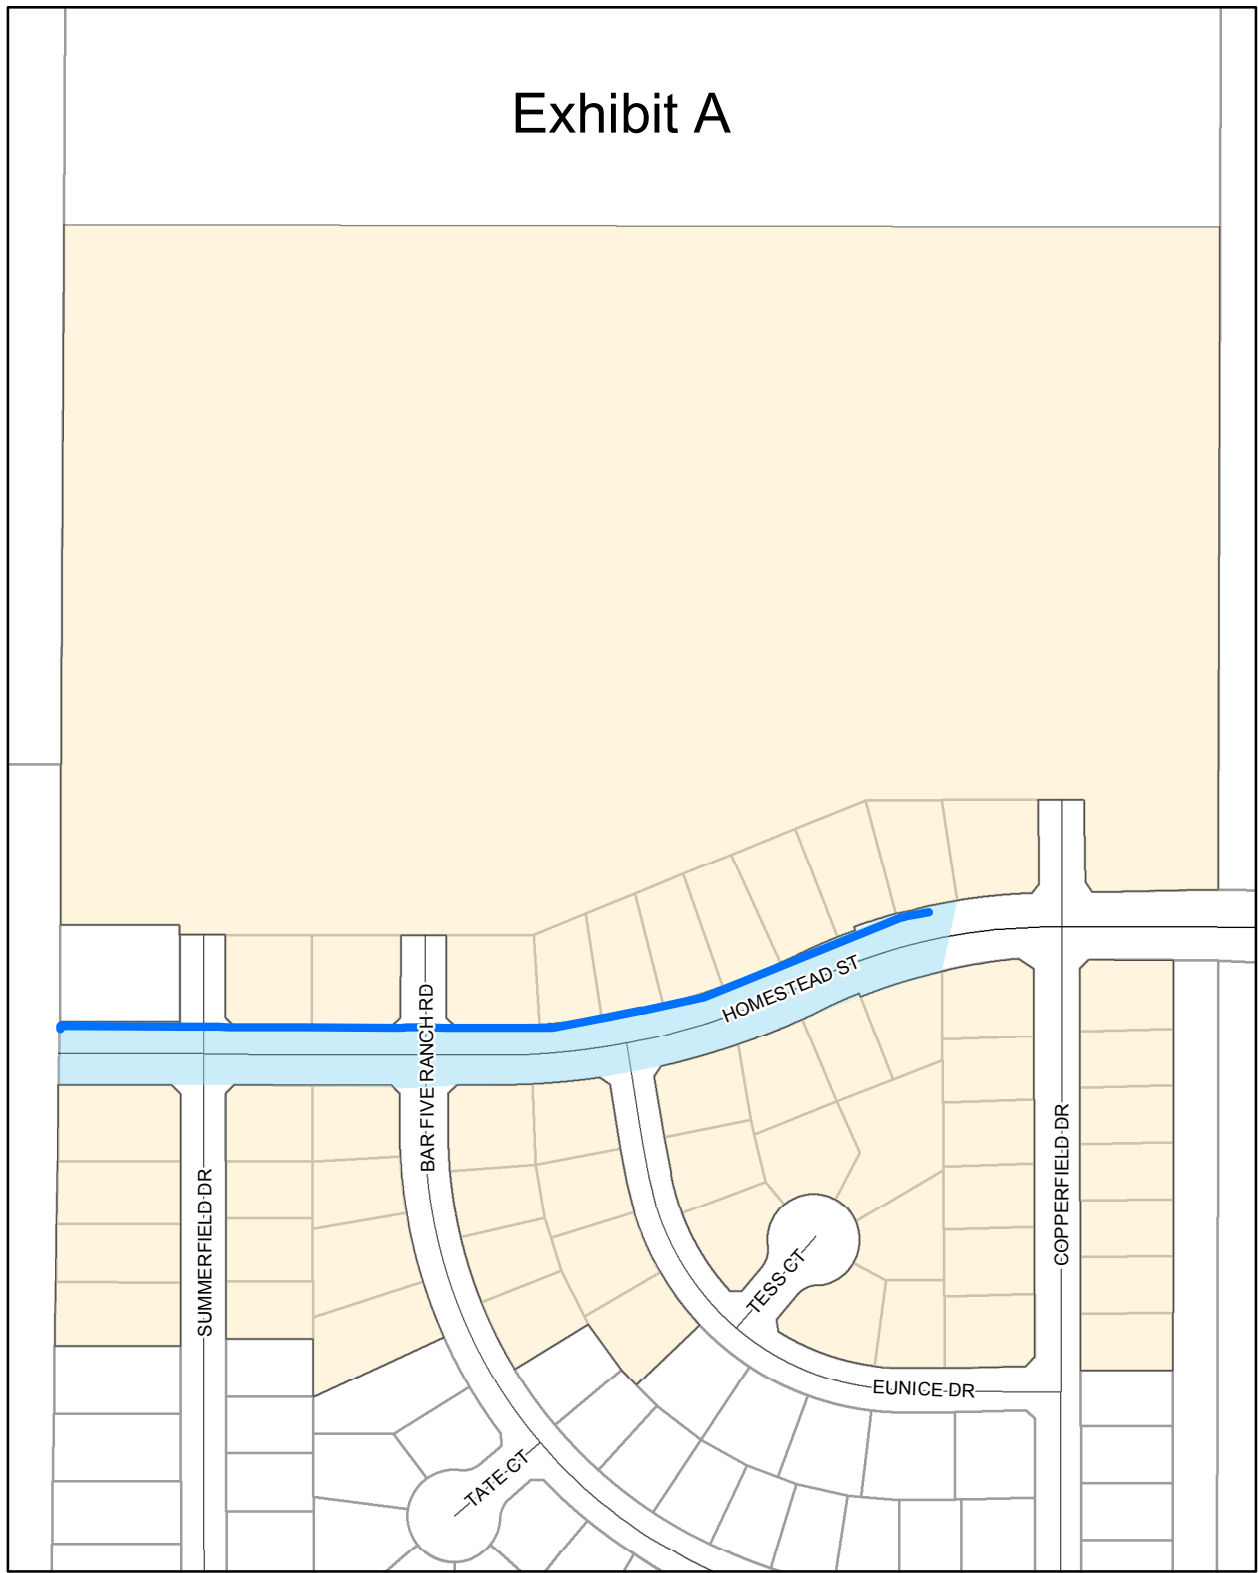 Exhibit A
HOMESTEAD ST
BAR FIVE RANCH RD
SUMMERFIELD DR
COPPERFIELD DR
TESS CT
EUNICE DR
TATE CT